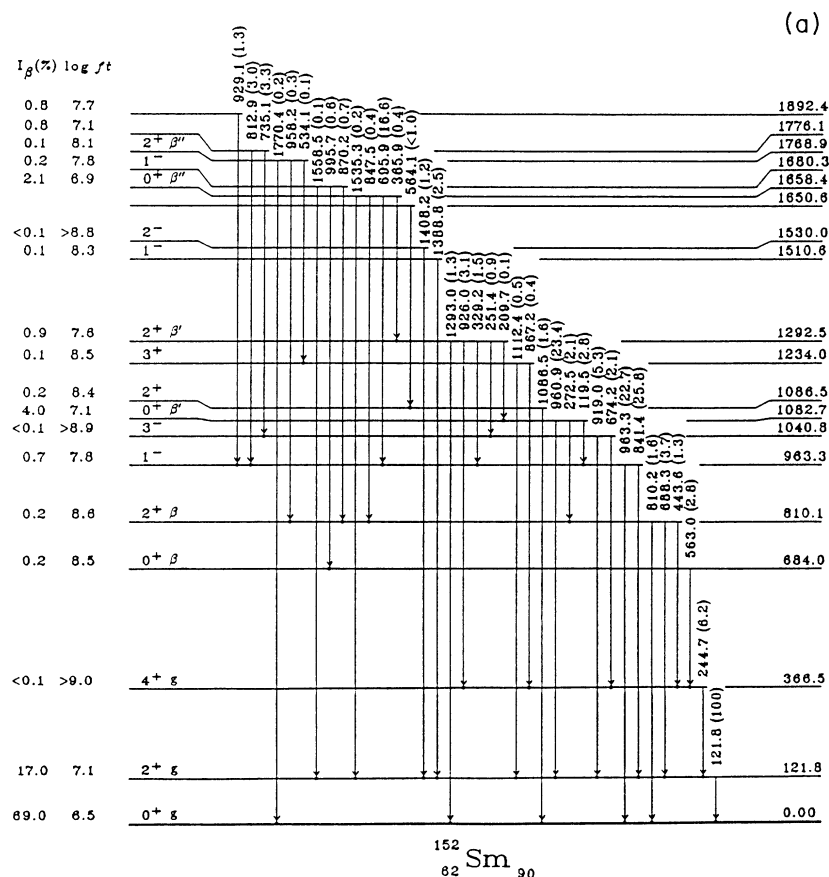 (a)
Iβ(%) log ft
929.1 (1.3)
812.9 (3.0)
735.1 (3.3)
1770.4 (0.2)
958.2 (0.3)
534.1 (0.1)
1558.5 (0.1)
995.7 (0.6)
870.2 (0.7)
1535.3 (0.2)
847.5 (0.4)
695.9 (16.6)
365.9 (0.4)
564.1 (<1.0)
1408.2 (1.2)
1388.8 (2.5)
1293.0 (1.3)
926.0 (3.1)
329.2 (1.5)
251.4 (0.9)
209.7 (0.1)
1112.4 (0.5)
867.2 (0.4)
1086.5 (1.6)
960.9 (23.4)
272.5 (2.1)
119.5 (2.8)
919.0 (5.3)
674.2 (2.1)
963.3 (22.7)
841.4 (25.8)
810.2 (1.6)
688.3 (3.7)
443.6 (1.3)
563.0 (2.8)
244.7 (6.2)
121.8 (100)
0.8 7.7 1892.4
0.8 7.1 1776.1
0.1 8.1 2+ β'' 1768.9
0.2 7.8 1− 1680.3
2.1 6.9 0+ β'' 1658.4
1650.6
<0.1 >8.8 2− 1530.0
0.1 8.3 1− 1510.6
0.9 7.6 2+ β' 1292.5
0.1 8.5 3+ 1234.0
0.2 8.4 2+ 1086.5
4.0 7.1 0+ β' 1082.7
<0.1 >8.9 3− 1040.8
0.7 7.8 1− 963.3
0.2 8.6 2+ β 810.1
0.2 8.5 0+ β 684.0
<0.1 >9.0 4+ g 366.5
17.0 7.1 2+ g 121.8
69.0 6.5 0+ g 0.00
152 62 Sm 90